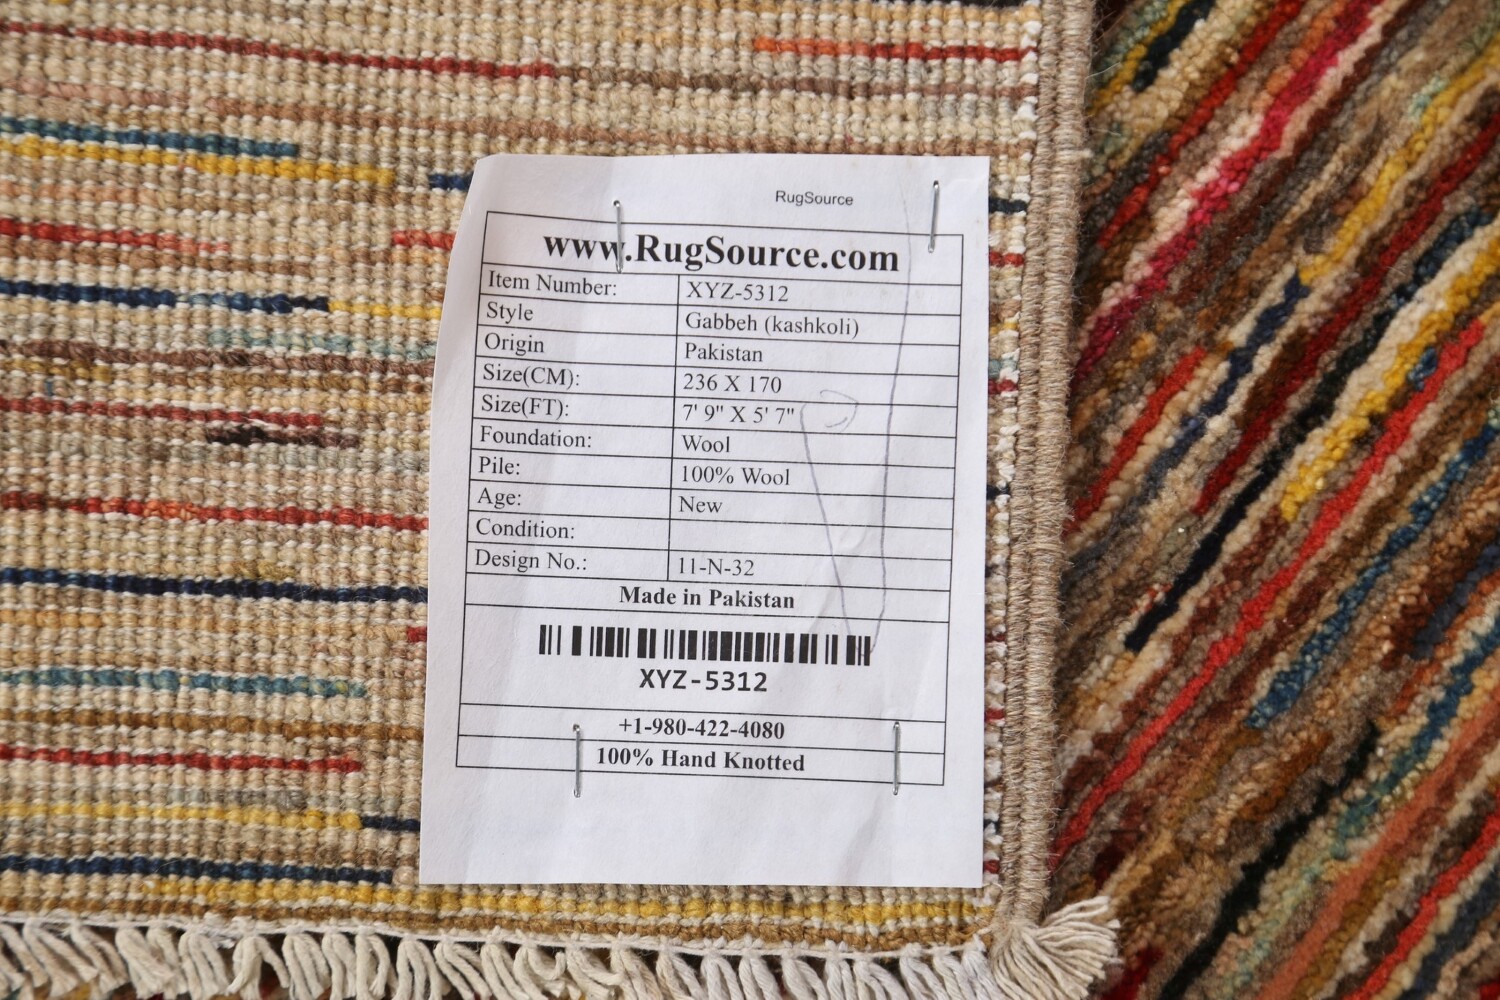 RugSource
www.RugSource.com
Item Number: XYZ-5312
Style Gabbeh (kashkoli)
Origin Pakistan
Size(CM): 236 X 170
Size(FT): 7' 9" X 5' 7"
Foundation: Wool
Pile: 100% Wool
Age: New
Condition:
Design No.: 11-N-32
Made in Pakistan
XYZ-5312
+1-980-422-4080
100% Hand Knotted